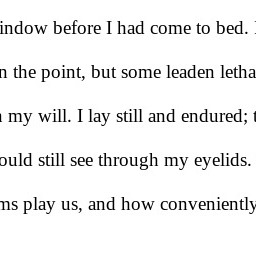 indow before I had come to bed.
n the point, but some leaden letha
my will. I lay still and endured;
ould still see through my eyelids.
ms play us, and how conveniently